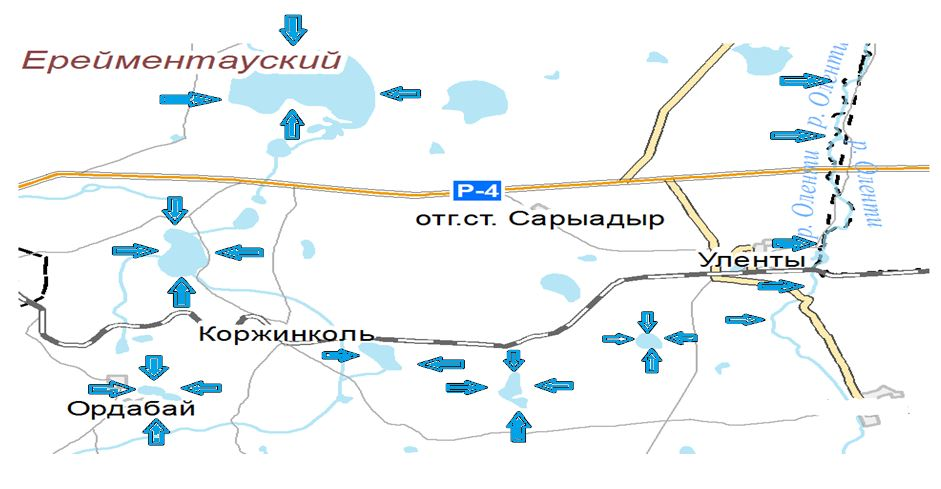 Ерейментауский
р. Оленти
р. Оленти
р. Оленти
Р-4
отг.ст. Сарыадыр
Уленты
Коржинколь
Ордабай